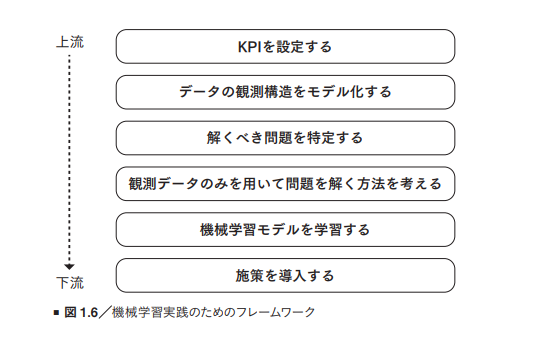 上流
KPIを設定する
データの観測構造をモデル化する
解くべき問題を特定する
観測データのみを用いて問題を解く方法を考える
機械学習モデルを学習する
施策を導入する
下流
■ 図 1.6／機械学習実践のためのフレームワーク